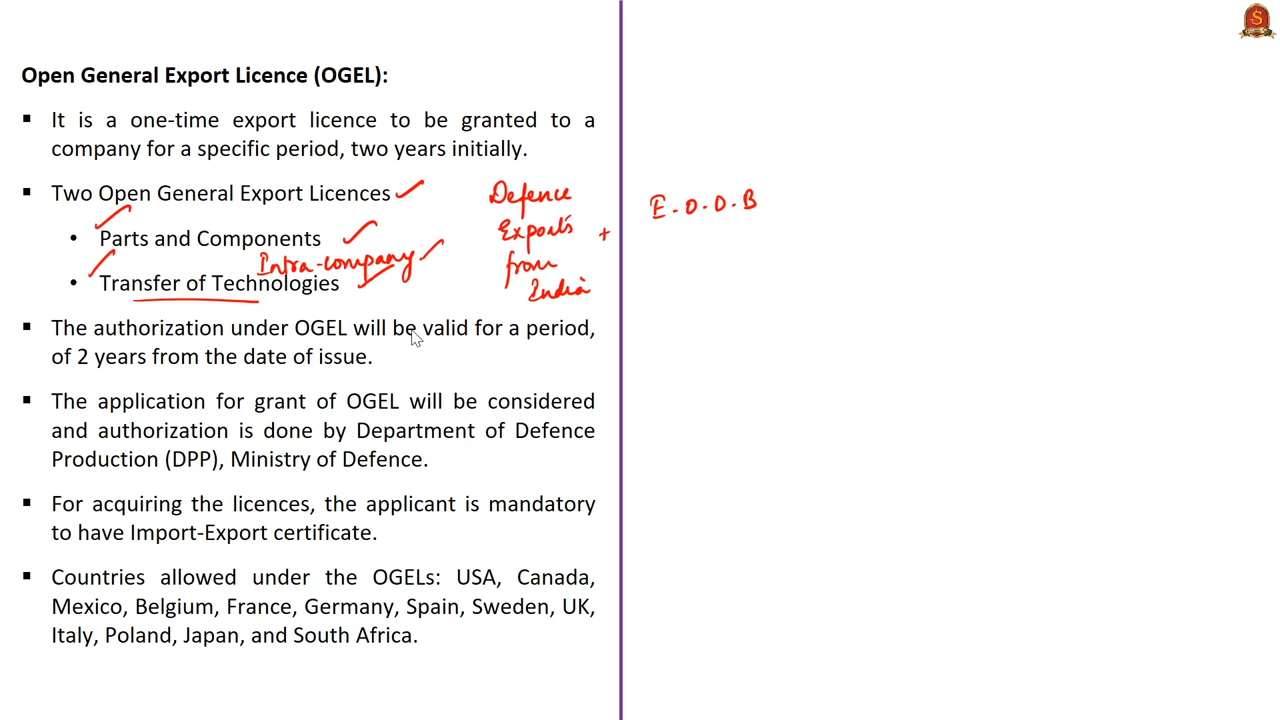 Open General Export Licence (OGEL):
▪ It is a one-time export licence to be granted to a
company for a specific period, two years initially.
▪ Two Open General Export Licences
• Parts and Components
• Transfer of Technologies
Intra-company
Defence
Exports
from
India
+ E.O.D.B
▪ The authorization under OGEL will be valid for a period,
of 2 years from the date of issue.
▪ The application for grant of OGEL will be considered
and authorization is done by Department of Defence
Production (DPP), Ministry of Defence.
▪ For acquiring the licences, the applicant is mandatory
to have Import-Export certificate.
▪ Countries allowed under the OGELs: USA, Canada,
Mexico, Belgium, France, Germany, Spain, Sweden, UK,
Italy, Poland, Japan, and South Africa.